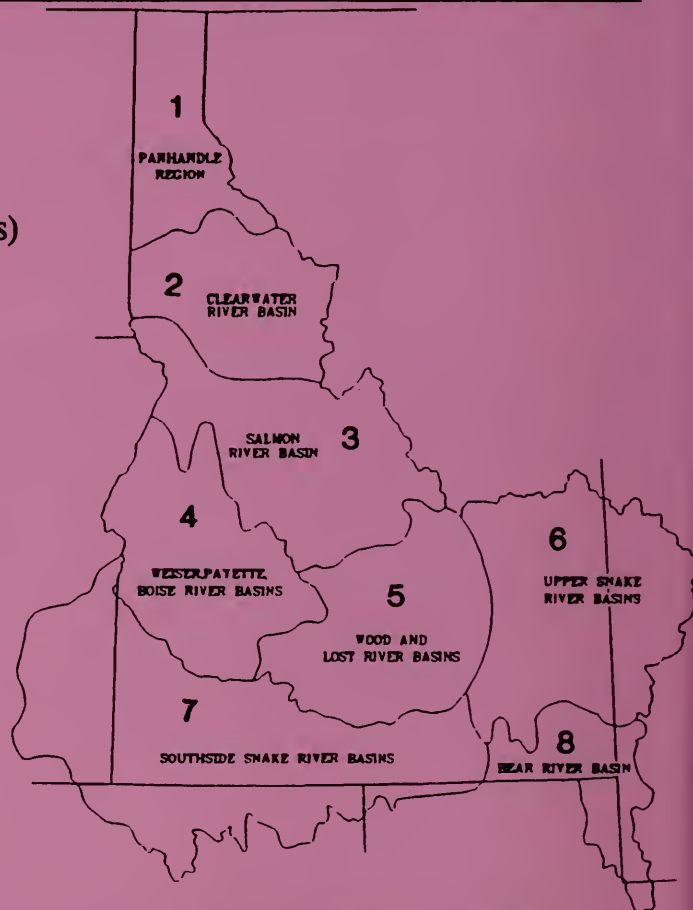 1
PANHANDLE
REGION
s)
2
CLEARWATER
RIVER BASIN
SALMON
RIVER BASIN
3
4
WEISER,PAYETTE,
BOISE RIVER BASINS
5
WOOD AND
LOST RIVER BASINS
6
UPPER SNAKE
RIVER BASINS
7
SOUTHSIDE SNAKE RIVER BASINS
8
BEAR RIVER BASIN